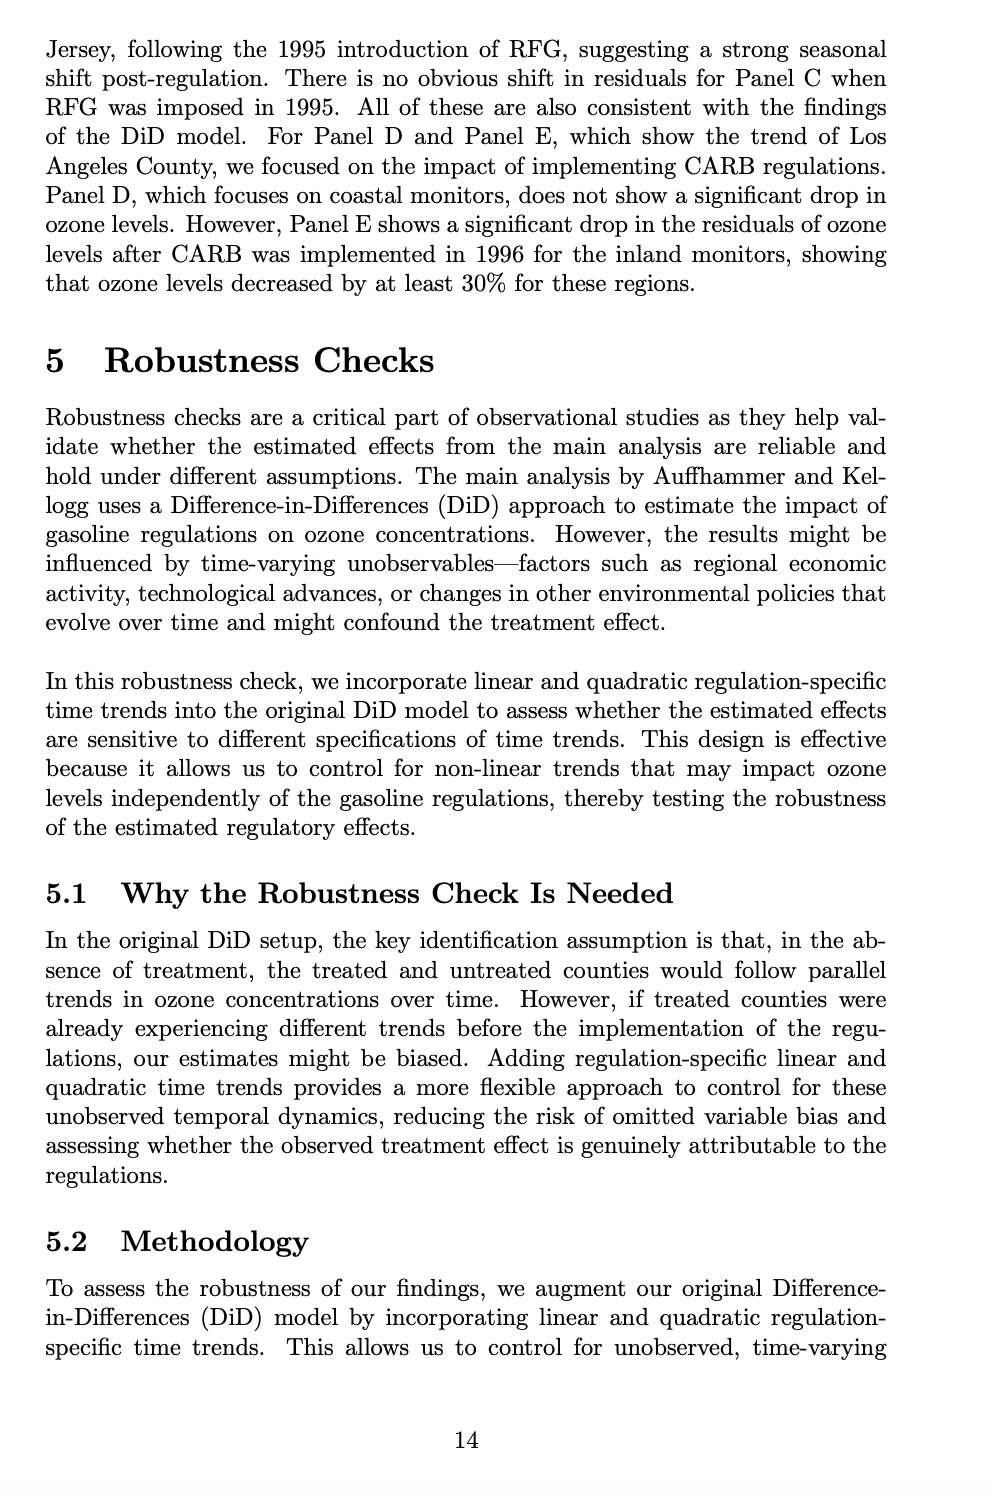 Jersey, following the 1995 introduction of RFG, suggesting a strong seasonal
shift post-regulation. There is no obvious shift in residuals for Panel C when
RFG was imposed in 1995. All of these are also consistent with the findings
of the DiD model. For Panel D and Panel E, which show the trend of Los
Angeles County, we focused on the impact of implementing CARB regulations.
Panel D, which focuses on coastal monitors, does not show a significant drop in
ozone levels. However, Panel E shows a significant drop in the residuals of ozone
levels after CARB was implemented in 1996 for the inland monitors, showing
that ozone levels decreased by at least 30% for these regions.
5 Robustness Checks
Robustness checks are a critical part of observational studies as they help val-
idate whether the estimated effects from the main analysis are reliable and
hold under different assumptions. The main analysis by Auffhammer and Kel-
logg uses a Difference-in-Differences (DiD) approach to estimate the impact of
gasoline regulations on ozone concentrations. However, the results might be
influenced by time-varying unobservables—factors such as regional economic
activity, technological advances, or changes in other environmental policies that
evolve over time and might confound the treatment effect.
In this robustness check, we incorporate linear and quadratic regulation-specific
time trends into the original DiD model to assess whether the estimated effects
are sensitive to different specifications of time trends. This design is effective
because it allows us to control for non-linear trends that may impact ozone
levels independently of the gasoline regulations, thereby testing the robustness
of the estimated regulatory effects.
5.1 Why the Robustness Check Is Needed
In the original DiD setup, the key identification assumption is that, in the ab-
sence of treatment, the treated and untreated counties would follow parallel
trends in ozone concentrations over time. However, if treated counties were
already experiencing different trends before the implementation of the regu-
lations, our estimates might be biased. Adding regulation-specific linear and
quadratic time trends provides a more flexible approach to control for these
unobserved temporal dynamics, reducing the risk of omitted variable bias and
assessing whether the observed treatment effect is genuinely attributable to the
regulations.
5.2 Methodology
To assess the robustness of our findings, we augment our original Difference-
in-Differences (DiD) model by incorporating linear and quadratic regulation-
specific time trends. This allows us to control for unobserved, time-varying
14